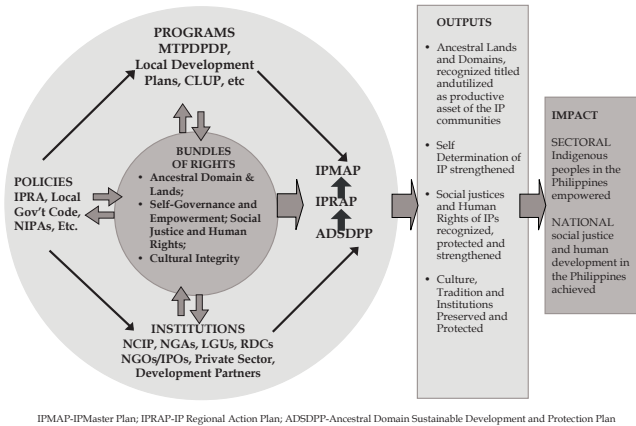 PROGRAMS
MTPDPDP,
Local Development
Plans, CLUP, etc
POLICIES
IPRA, Local
Gov't Code,
NIPAs, Etc.
BUNDLES
OF RIGHTS
• Ancestral Domain &
Lands;
• Self-Governance and
Empowerment; Social
Justice and Human
Rights;
• Cultural Integrity
IPMAP
IPRAP
ADSDPP
INSTITUTIONS
NCIP, NGAs, LGUs, RDCs
NGOs/IPOs, Private Sector,
Development Partners
OUTPUTS
• Ancestral Lands
and Domains,
recognized titled
andutilized
as productive
asset of the IP
communities
• Self
Determination of
IP strengthened
• Social justices
and Human
Rights of IPs
recognized,
protected and
strengthened
• Culture,
Tradition and
Institutions
Preserved and
Protected
IMPACT
SECTORAL
Indigenous
peoples in the
Philippines
empowered
NATIONAL
social justice
and human
development in
the Philippines
achieved
IPMAP-IPMaster Plan; IPRAP-IP Regional Action Plan; ADSDPP-Ancestral Domain Sustainable Development and Protection Plan